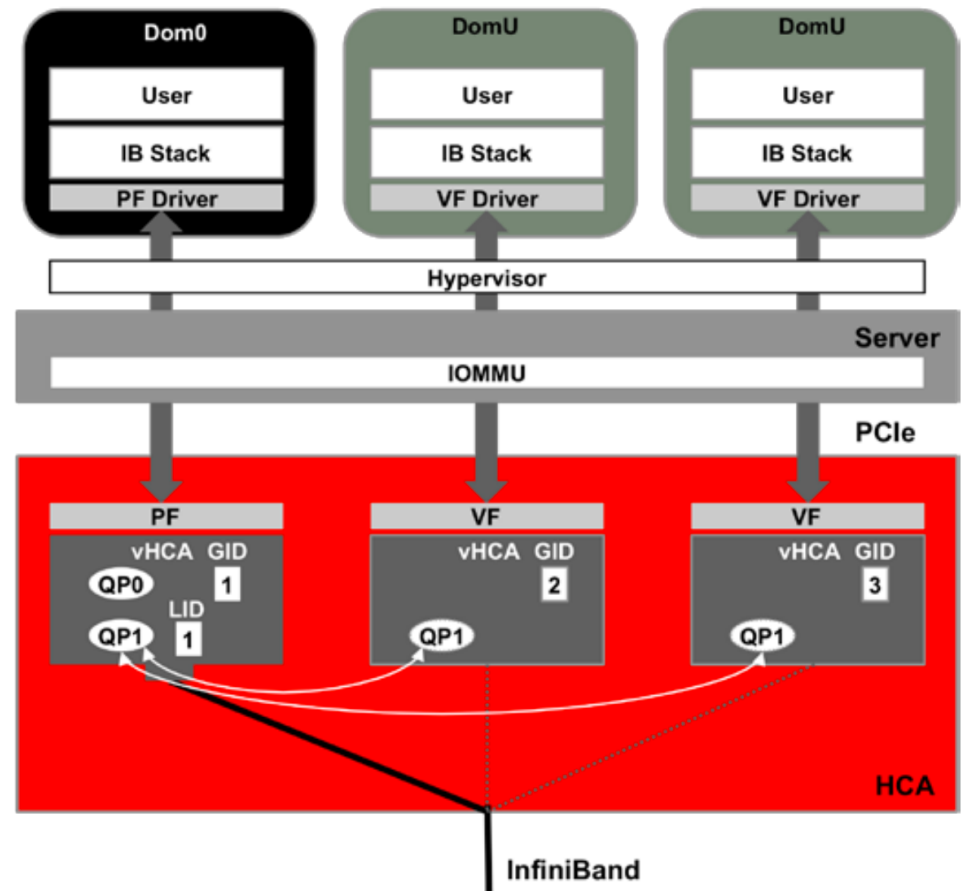 Dom0 DomU DomU
User User User
IB Stack IB Stack IB Stack
PF Driver VF Driver VF Driver
Hypervisor
Server
IOMMU
PCIe
PF VF VF
vHCA GID vHCA GID vHCA GID
QP0 1 2 3
LID
QP1 1 QP1 QP1
HCA
InfiniBand